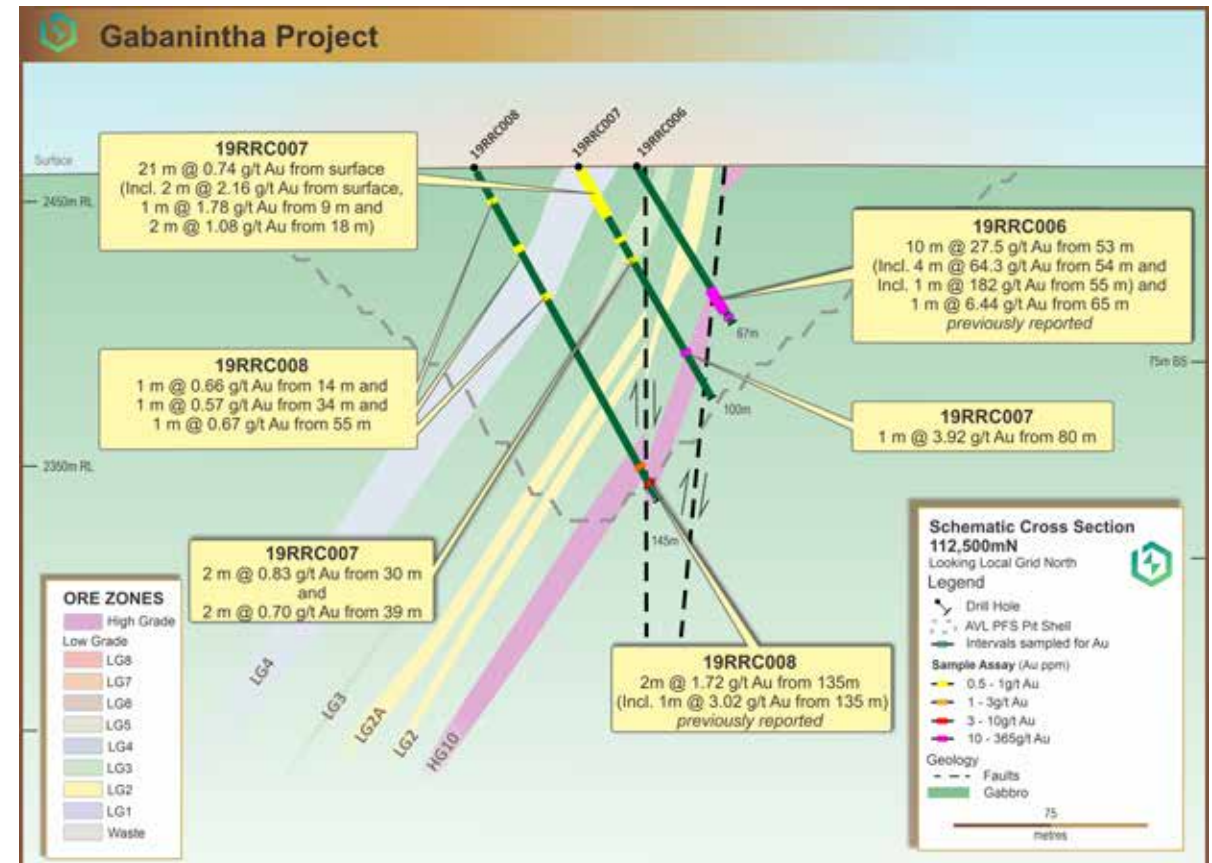 Gabanintha Project
19RRC008
19RRC007
19RRC006
Surface
2450m RL
2350m RL
75m BS
19RRC007
21 m @ 0.74 g/t Au from surface
(Incl. 2 m @ 2.16 g/t Au from surface,
1 m @ 1.78 g/t Au from 9 m and
2 m @ 1.08 g/t Au from 18 m)
19RRC006
10 m @ 27.5 g/t Au from 53 m
(Incl. 4 m @ 64.3 g/t Au from 54 m and
Incl. 1 m @ 182 g/t Au from 55 m) and
1 m @ 6.44 g/t Au from 65 m
previously reported
67m
19RRC008
1 m @ 0.66 g/t Au from 14 m and
1 m @ 0.57 g/t Au from 34 m and
1 m @ 0.67 g/t Au from 55 m
100m
19RRC007
1 m @ 3.92 g/t Au from 80 m
19RRC007
2 m @ 0.83 g/t Au from 30 m
and
2 m @ 0.70 g/t Au from 39 m
145m
19RRC008
2m @ 1.72 g/t Au from 135m
(Incl. 1m @ 3.02 g/t Au from 135 m)
previously reported
LG4
LG3
LG2A
LG2
HG10
ORE ZONES
High Grade
Low Grade
LG8
LG7
LG6
LG5
LG4
LG3
LG2
LG1
Waste
Schematic Cross Section
112,500mN
Looking Local Grid North
Legend
Drill Hole
AVL PFS Pit Shell
Intervals sampled for Au
Sample Assay (Au ppm)
0.5 - 1g/t Au
1 - 3g/t Au
3 - 10g/t Au
10 - 365g/t Au
Geology
Faults
Gabbro
75
metres